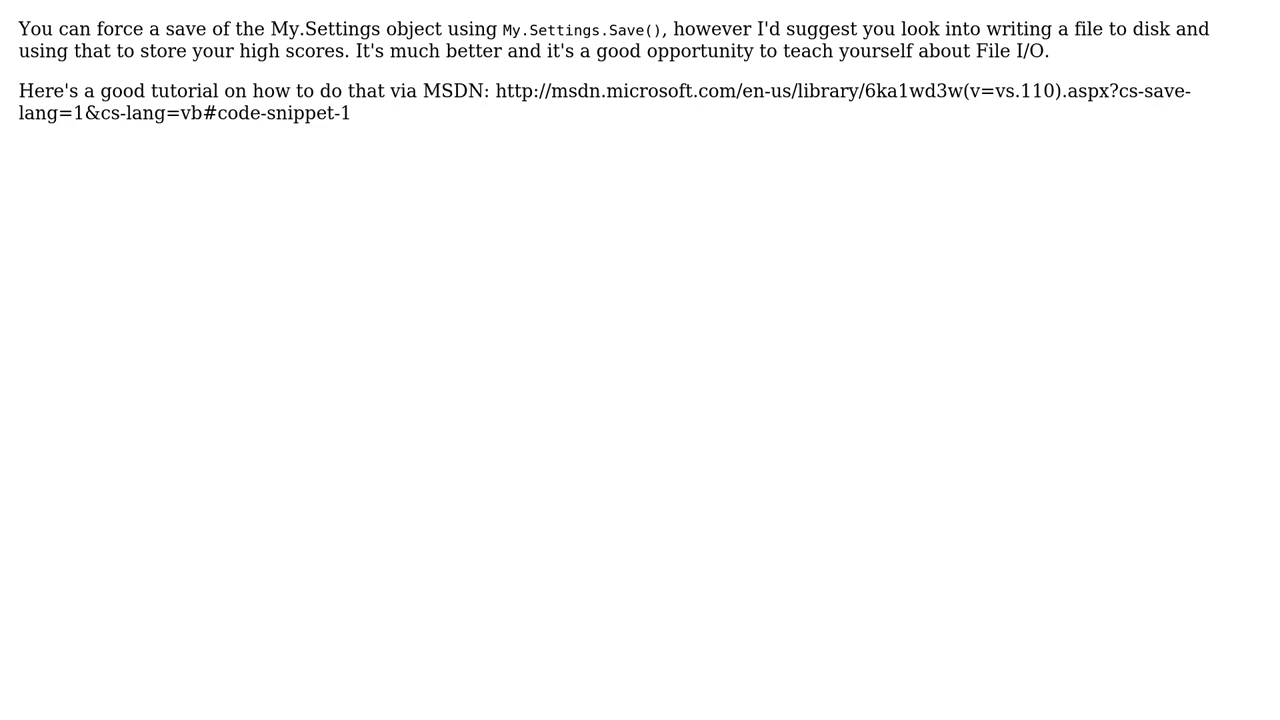 You can force a save of the My.Settings object using My.Settings.Save(), however I'd suggest you look into writing a file to disk and
using that to store your high scores. It's much better and it's a good opportunity to teach yourself about File I/O.
Here's a good tutorial on how to do that via MSDN: http://msdn.microsoft.com/en-us/library/6ka1wd3w(v=vs.110).aspx?cs-save-
lang=1&cs-lang=vb#code-snippet-1